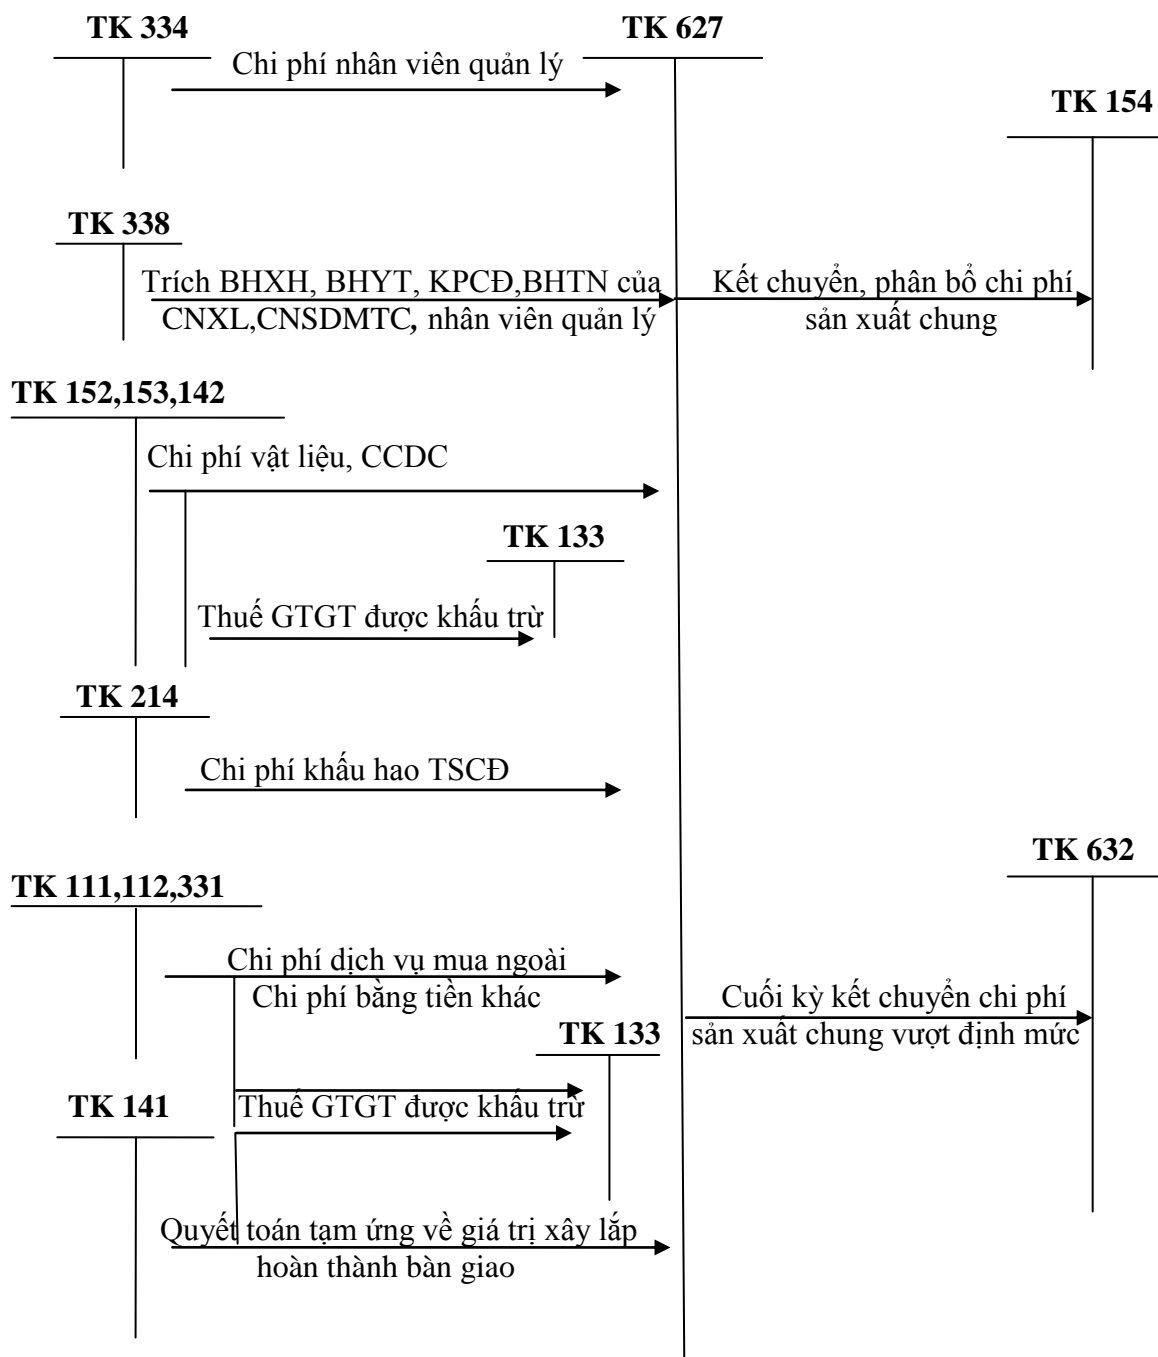 TK 334
TK 627
Chi phí nhân viên quản lý
TK 154
TK 338
Trích BHXH, BHYT, KPCĐ,BHTN của
CNXL,CNSDMTC, nhân viên quản lý
Kết chuyển, phân bổ chi phí
sản xuất chung
TK 152,153,142
Chi phí vật liệu, CCDC
TK 133
Thuế GTGT được khấu trừ
TK 214
Chi phí khấu hao TSCĐ
TK 632
TK 111,112,331
Chi phí dịch vụ mua ngoài
Chi phí bằng tiền khác
Cuối kỳ kết chuyển chi phí
sản xuất chung vượt định mức
TK 133
TK 141
Thuế GTGT được khấu trừ
Quyết toán tạm ứng về giá trị xây lắp
hoàn thành bàn giao